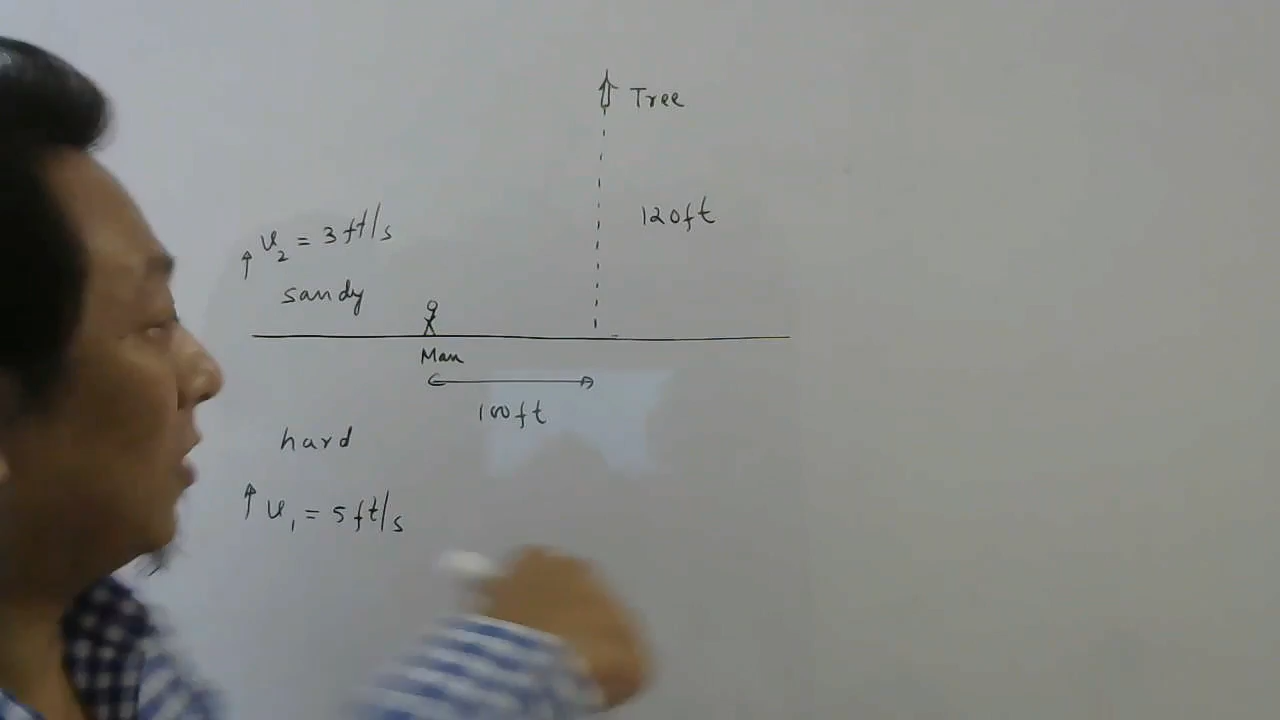 Tree
120ft
↑ v₂ = 3 ft/s
sandy
Man
100ft
hard
↑ v₁ = 5 ft/s